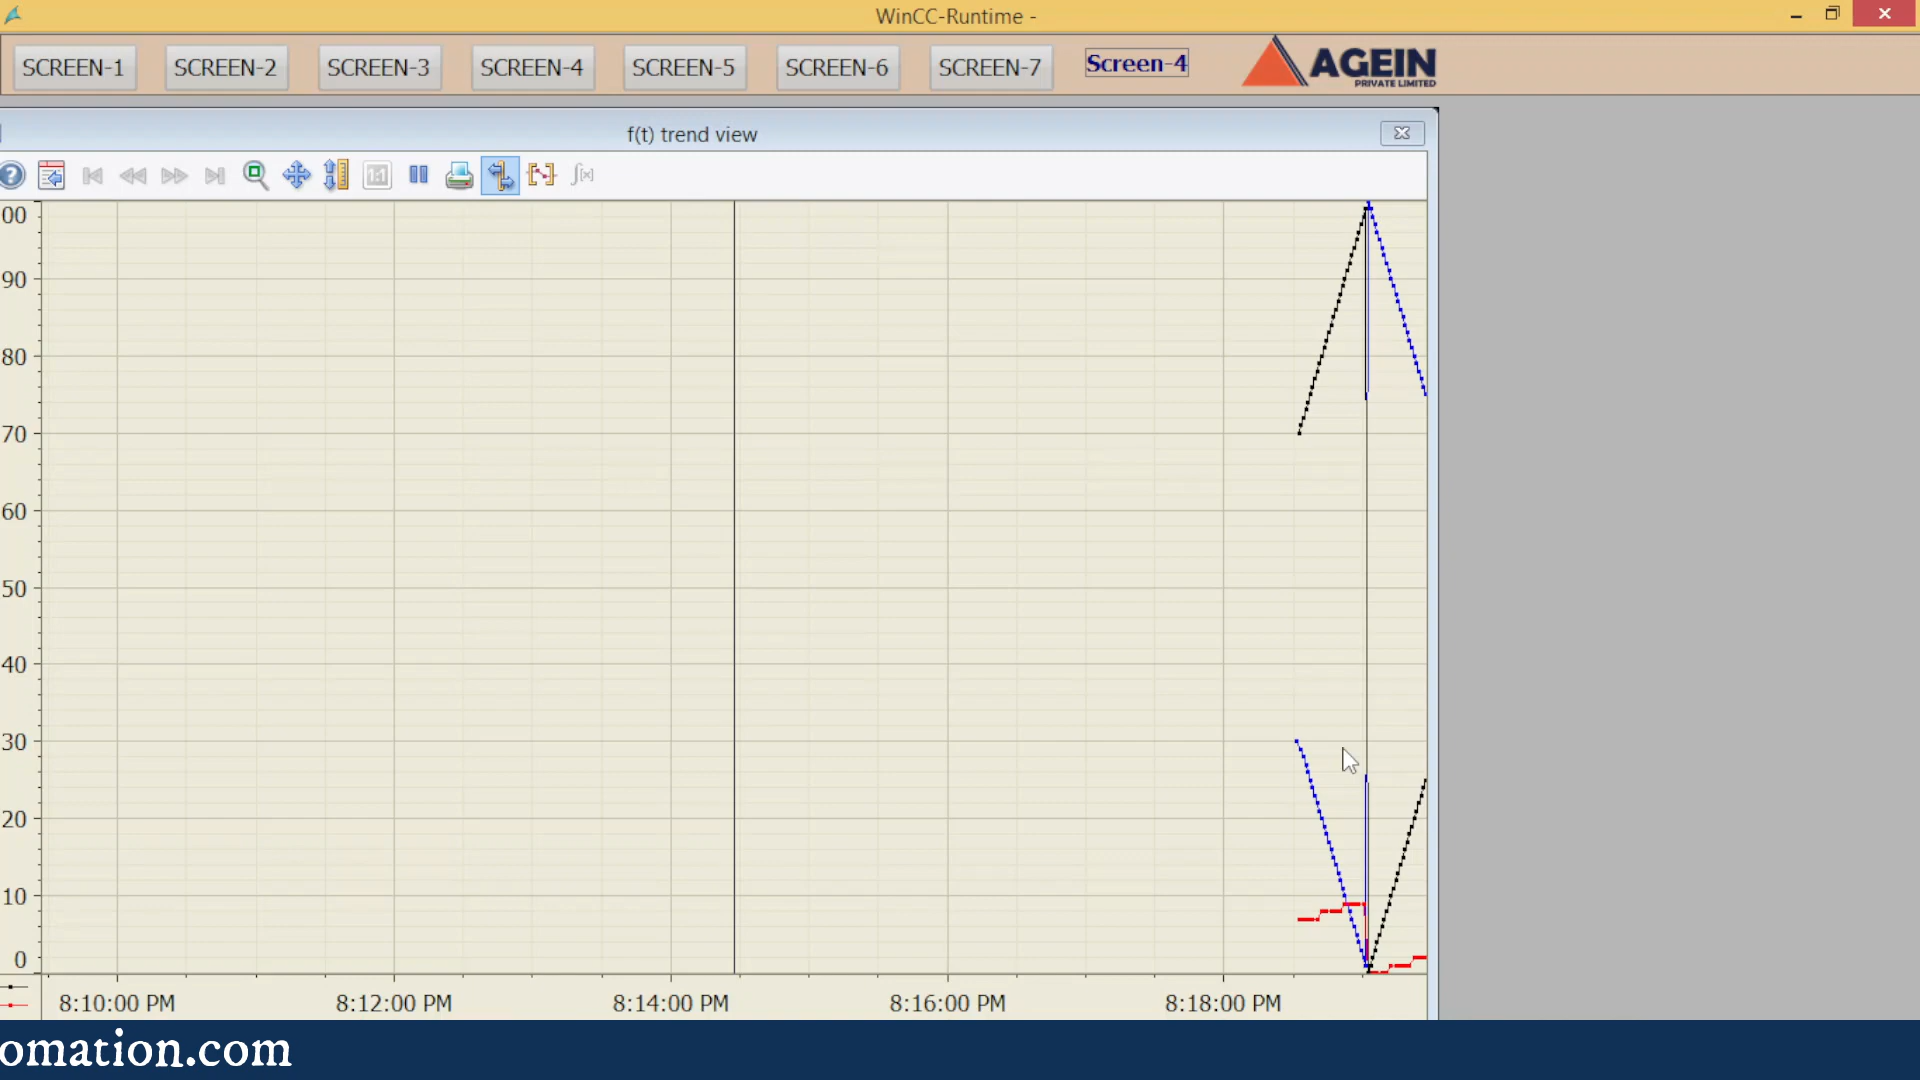 WinCC-Runtime -
SCREEN-1 SCREEN-2 SCREEN-3 SCREEN-4 SCREEN-5 SCREEN-6 SCREEN-7 Screen-4 AGEIN
PRIVATE LIMITED
f(t) trend view
00
90
80
70
60
50
40
30
20
10
0
8:10:00 PM 8:12:00 PM 8:14:00 PM 8:16:00 PM 8:18:00 PM
omation.com